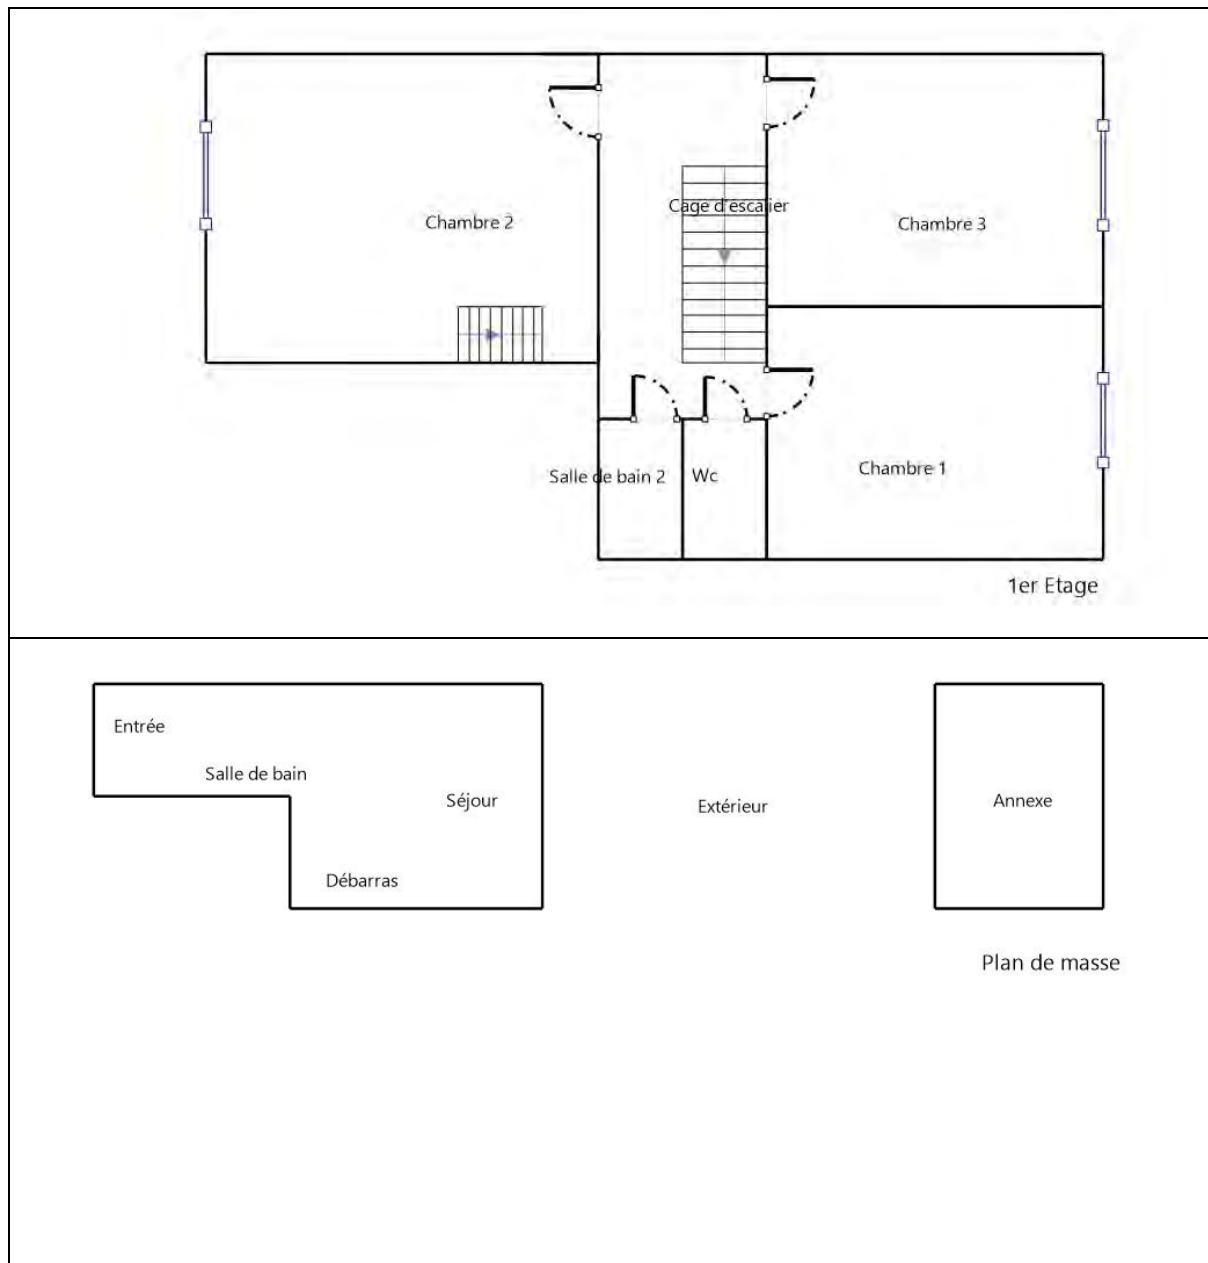 Cage d'escalier
Chambre 2
Chambre 3
Salle de bain 2
Wc
Chambre 1
1er Etage
Entrée
Salle de bain
Séjour
Extérieur
Annexe
Débarras
Plan de masse